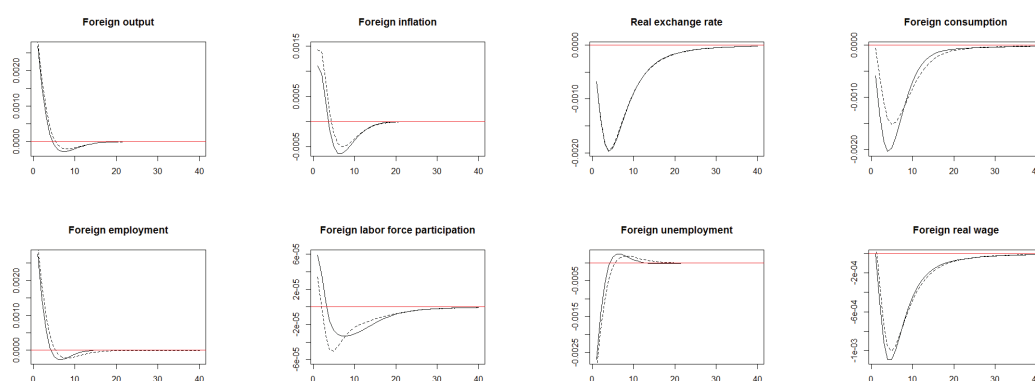 Foreign output
0.0000 0.0010 0.0020
0 10 20 30 40
Foreign inflation
-0.0005 0.0005 0.0015
0 10 20 30 40
Real exchange rate
-0.0020 -0.0010 0.0000
0 10 20 30 40
Foreign consumption
-0.0020 -0.0010 0.0000
0 10 20 30 40
Foreign employment
0.0000 0.0010 0.0020
0 10 20 30 40
Foreign labor force participation
-6e-05 -2e-05 2e-05 6e-05
0 10 20 30 40
Foreign unemployment
-0.0025 -0.0015 -0.0005
0 10 20 30 40
Foreign real wage
-1e-03 -6e-04 -2e-04
0 10 20 30 40